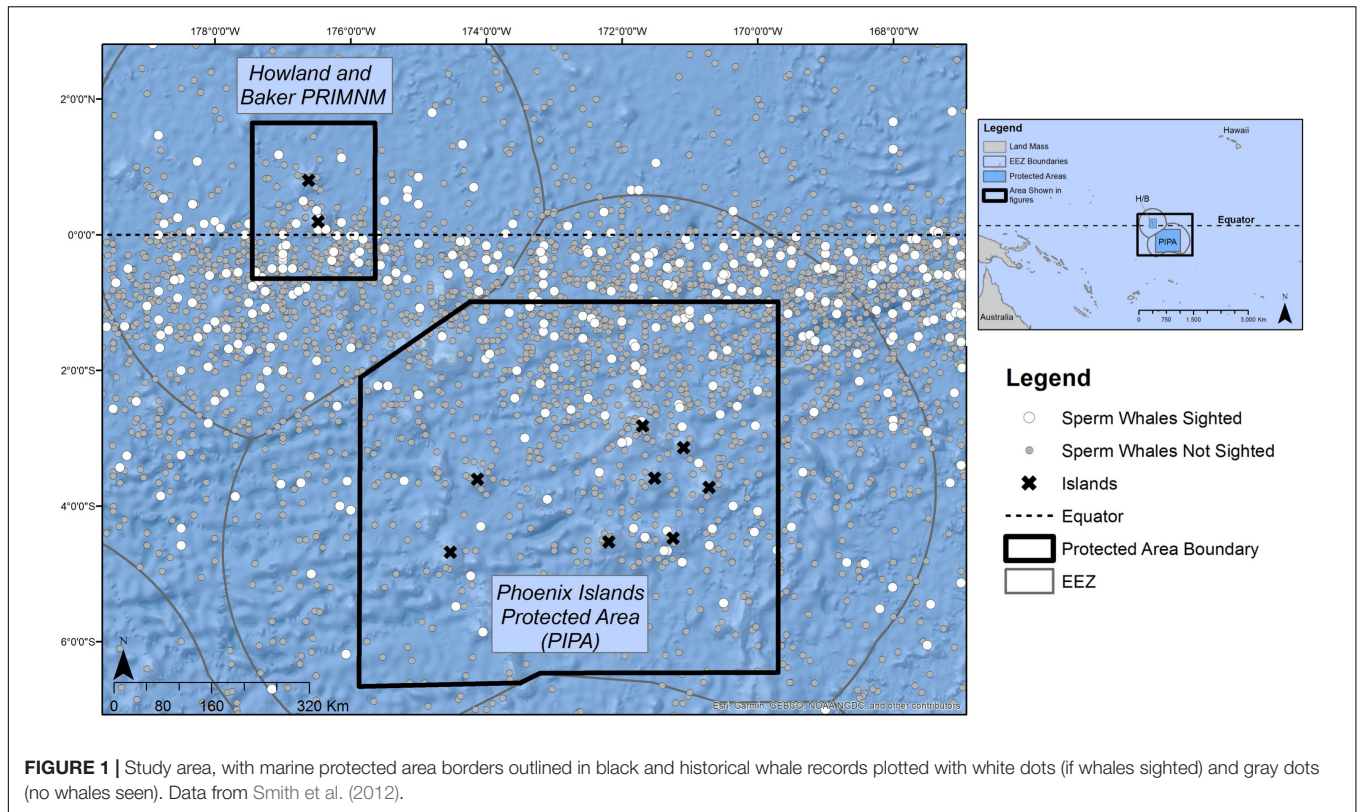 178°0'0"W 176°0'0"W 174°0'0"W 172°0'0"W 170°0'0"W 168°0'0"W
Howland and
Baker PRIMNM
2°0'0"N
0°0'0"
2°0'0"S
4°0'0"S
6°0'0"S
Phoenix Islands
Protected Area
(PIPA)
N
0 80 160 320 Km
Esri, Garmin, GEBCO, NOAA NGDC, and other contributors
Legend
Land Mass
EEZ Boundaries
Protected Areas
Area Shown in
figures
Hawaii
H/B
Equator
PIPA
Australia
N
0 750 1,500 3,000 Km
Legend
Sperm Whales Sighted
Sperm Whales Not Sighted
Islands
Equator
Protected Area Boundary
EEZ
FIGURE 1 | Study area, with marine protected area borders outlined in black and historical whale records plotted with white dots (if whales sighted) and gray dots
(no whales seen). Data from Smith et al. (2012).